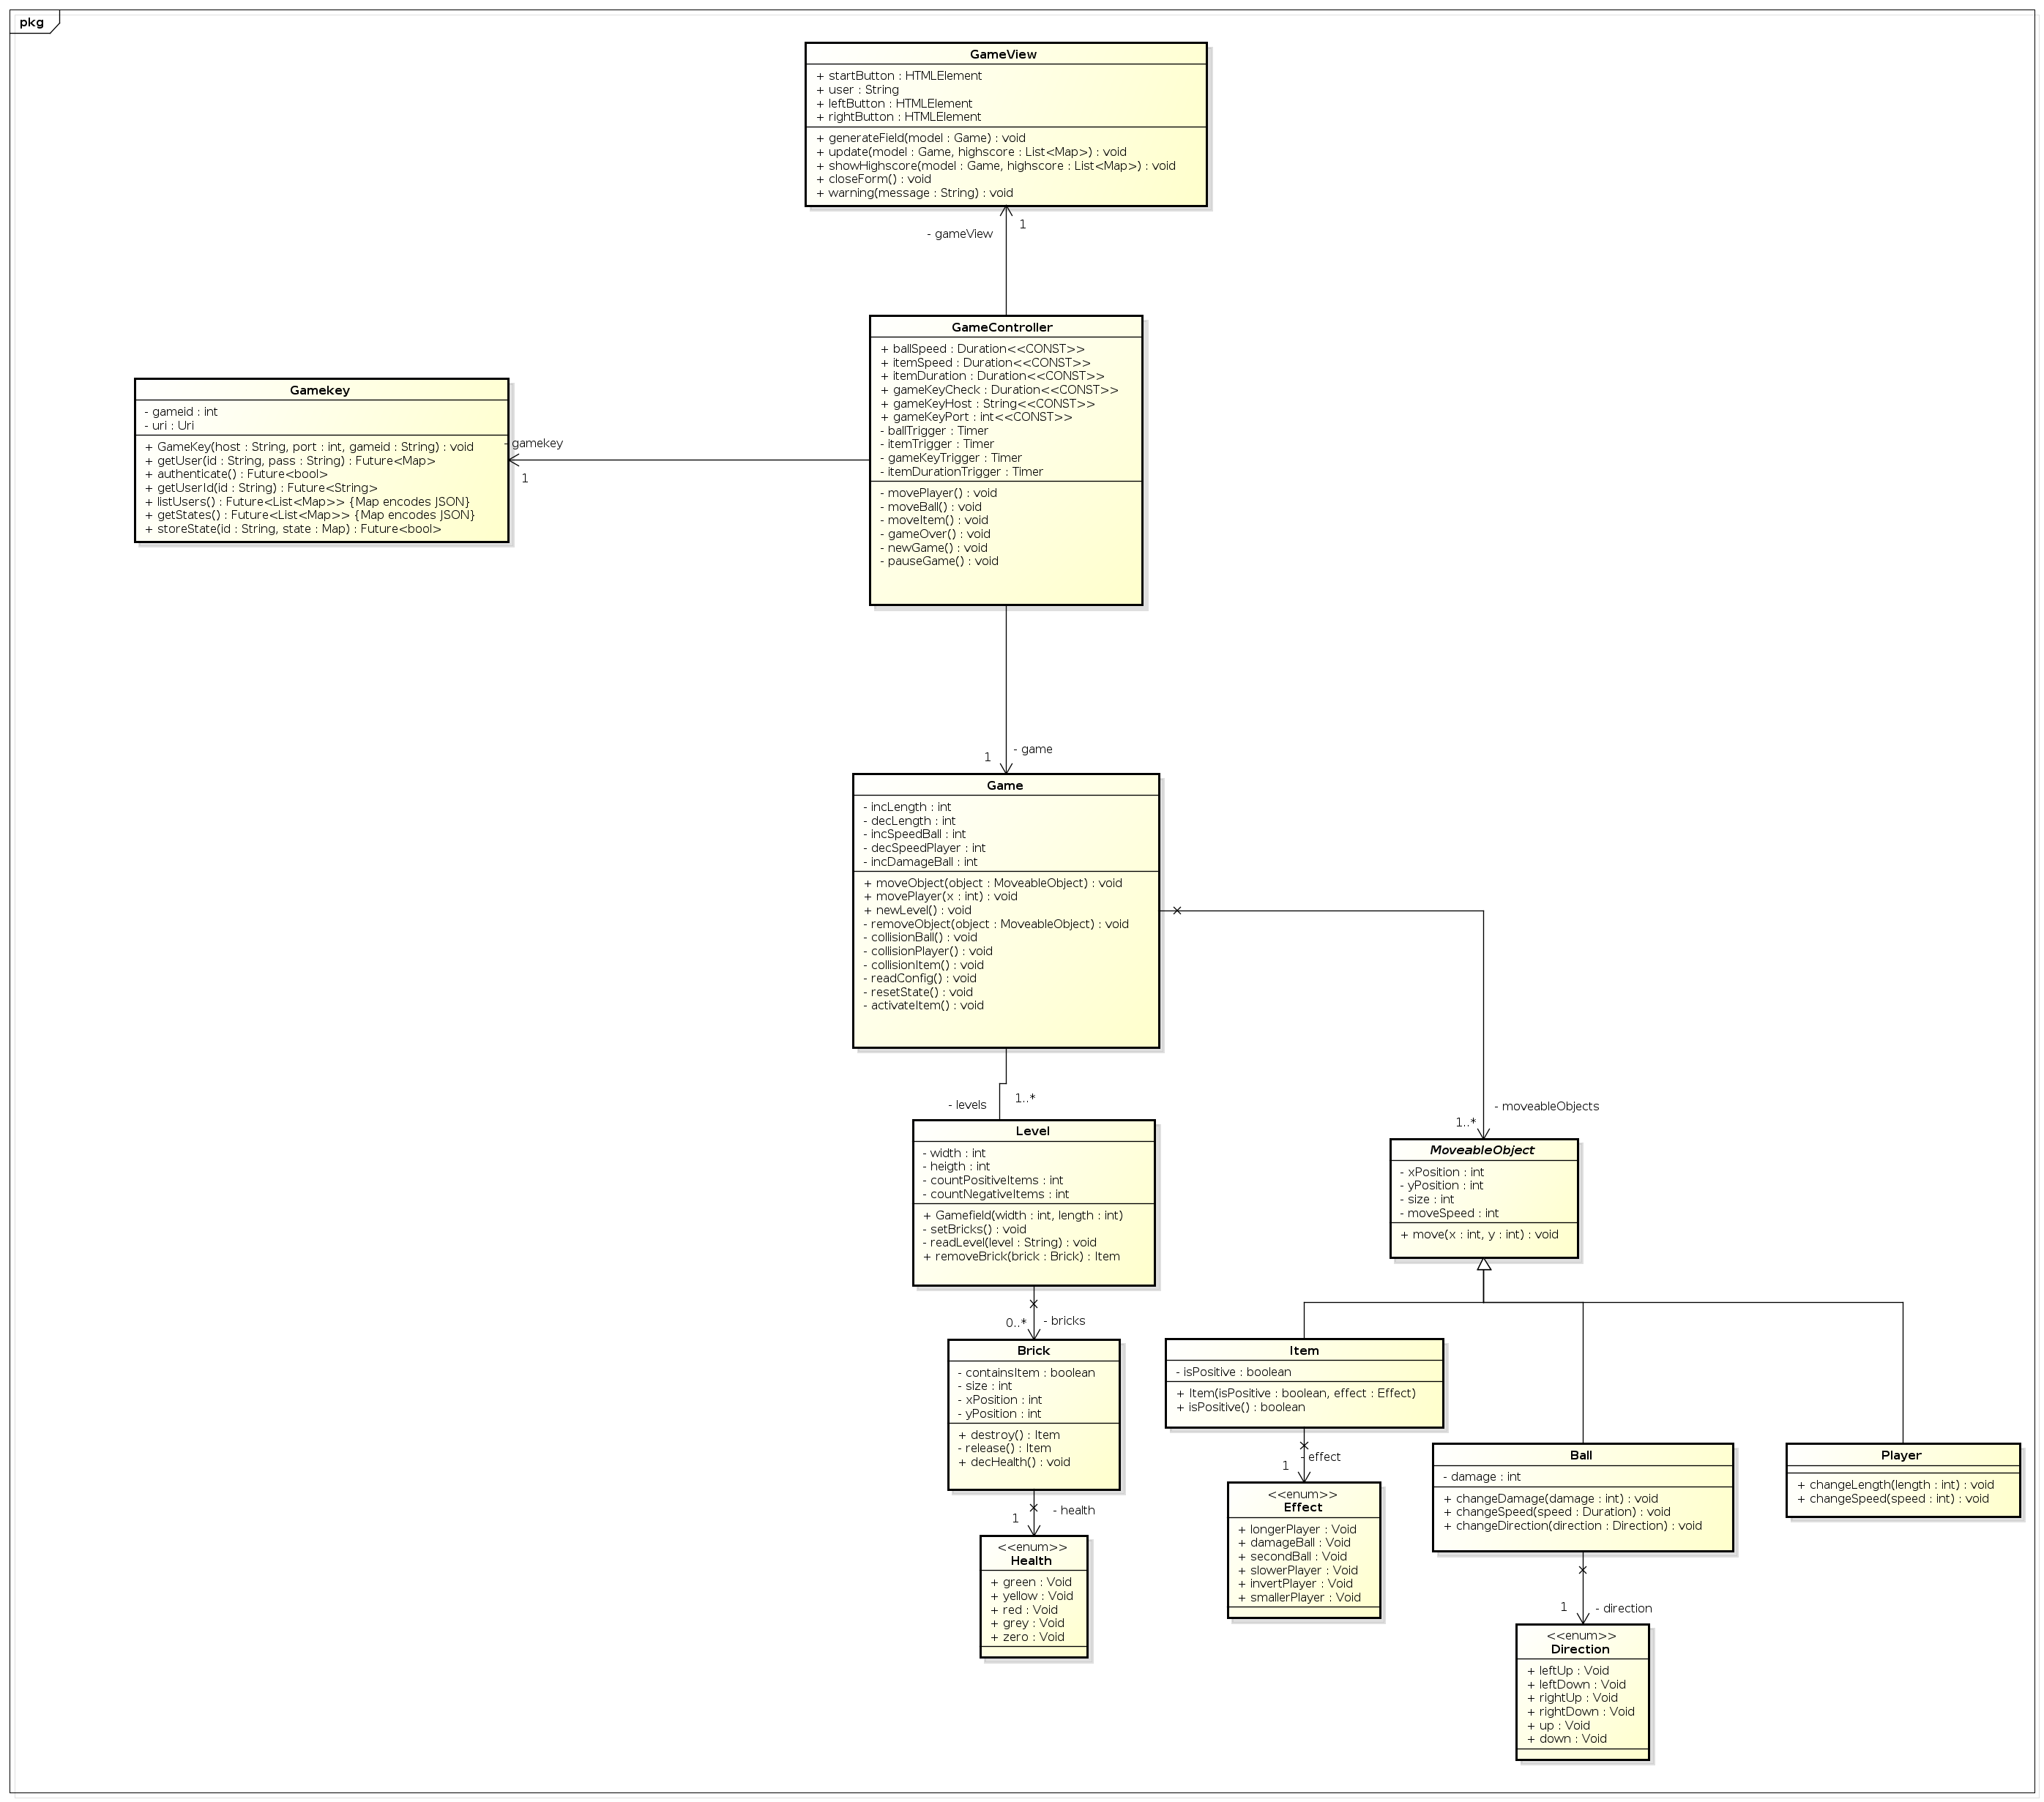 pkg
GameView
+ startButton : HTMLElement
+ user : String
+ leftButton : HTMLElement
+ rightButton : HTMLElement
+ generateField(model : Game) : void
+ update(model : Game, highscore : List<Map>) : void
+ showHighscore(model : Game, highscore : List<Map>) : void
+ closeForm() : void
+ warning(message : String) : void
1
- gameView
GameController
+ ballSpeed : Duration<<CONST>>
+ itemSpeed : Duration<<CONST>>
+ itemDuration : Duration<<CONST>>
+ gameKeyCheck : Duration<<CONST>>
+ gameKeyHost : String<<CONST>>
+ gameKeyPort : int<<CONST>>
- ballTrigger : Timer
- itemTrigger : Timer
- gameKeyTrigger : Timer
- itemDurationTrigger : Timer
- movePlayer() : void
- moveBall() : void
- moveItem() : void
- gameOver() : void
- newGame() : void
- pauseGame() : void
Gamekey
- gameid : int
- uri : Uri
+ GameKey(host : String, port : int, gameid : String) : void
+ getUser(id : String, pass : String) : Future<Map>
+ authenticate() : Future<bool>
+ getUserId(id : String) : Future<String>
+ listUsers() : Future<List<Map>> {Map encodes JSON}
+ getStates() : Future<List<Map>> {Map encodes JSON}
+ storeState(id : String, state : Map) : Future<bool>
- gamekey
1
- game
1
Game
- incLength : int
- decLength : int
- incSpeedBall : int
- decSpeedPlayer : int
- incDamageBall : int
+ moveObject(object : MoveableObject) : void
+ movePlayer(x : int) : void
+ newLevel() : void
- removeObject(object : MoveableObject) : void
- collisionBall() : void
- collisionPlayer() : void
- collisionItem() : void
- readConfig() : void
- resetState() : void
- activateItem() : void
1..*
- levels
Level
- width : int
- heigth : int
- countPositiveItems : int
- countNegativeItems : int
+ Gamefield(width : int, length : int)
- setBricks() : void
- readLevel(level : String) : void
+ removeBrick(brick : Brick) : Item
- moveableObjects
1..*
MoveableObject
- xPosition : int
- yPosition : int
- size : int
- moveSpeed : int
+ move(x : int, y : int) : void
0..*
- bricks
Brick
- containsItem : boolean
- size : int
- xPosition : int
- yPosition : int
+ destroy() : Item
- release() : Item
+ decHealth() : void
- health
1
<<enum>>
Health
+ green : Void
+ yellow : Void
+ red : Void
+ grey : Void
+ zero : Void
Item
- isPositive : boolean
+ Item(isPositive : boolean, effect : Effect)
+ isPositive() : boolean
- effect
1
<<enum>>
Effect
+ longerPlayer : Void
+ damageBall : Void
+ secondBall : Void
+ slowerPlayer : Void
+ invertPlayer : Void
+ smallerPlayer : Void
Ball
- damage : int
+ changeDamage(damage : int) : void
+ changeSpeed(speed : Duration) : void
+ changeDirection(direction : Direction) : void
Player
+ changeLength(length : int) : void
+ changeSpeed(speed : int) : void
1
- direction
<<enum>>
Direction
+ leftUp : Void
+ leftDown : Void
+ rightUp : Void
+ rightDown : Void
+ up : Void
+ down : Void